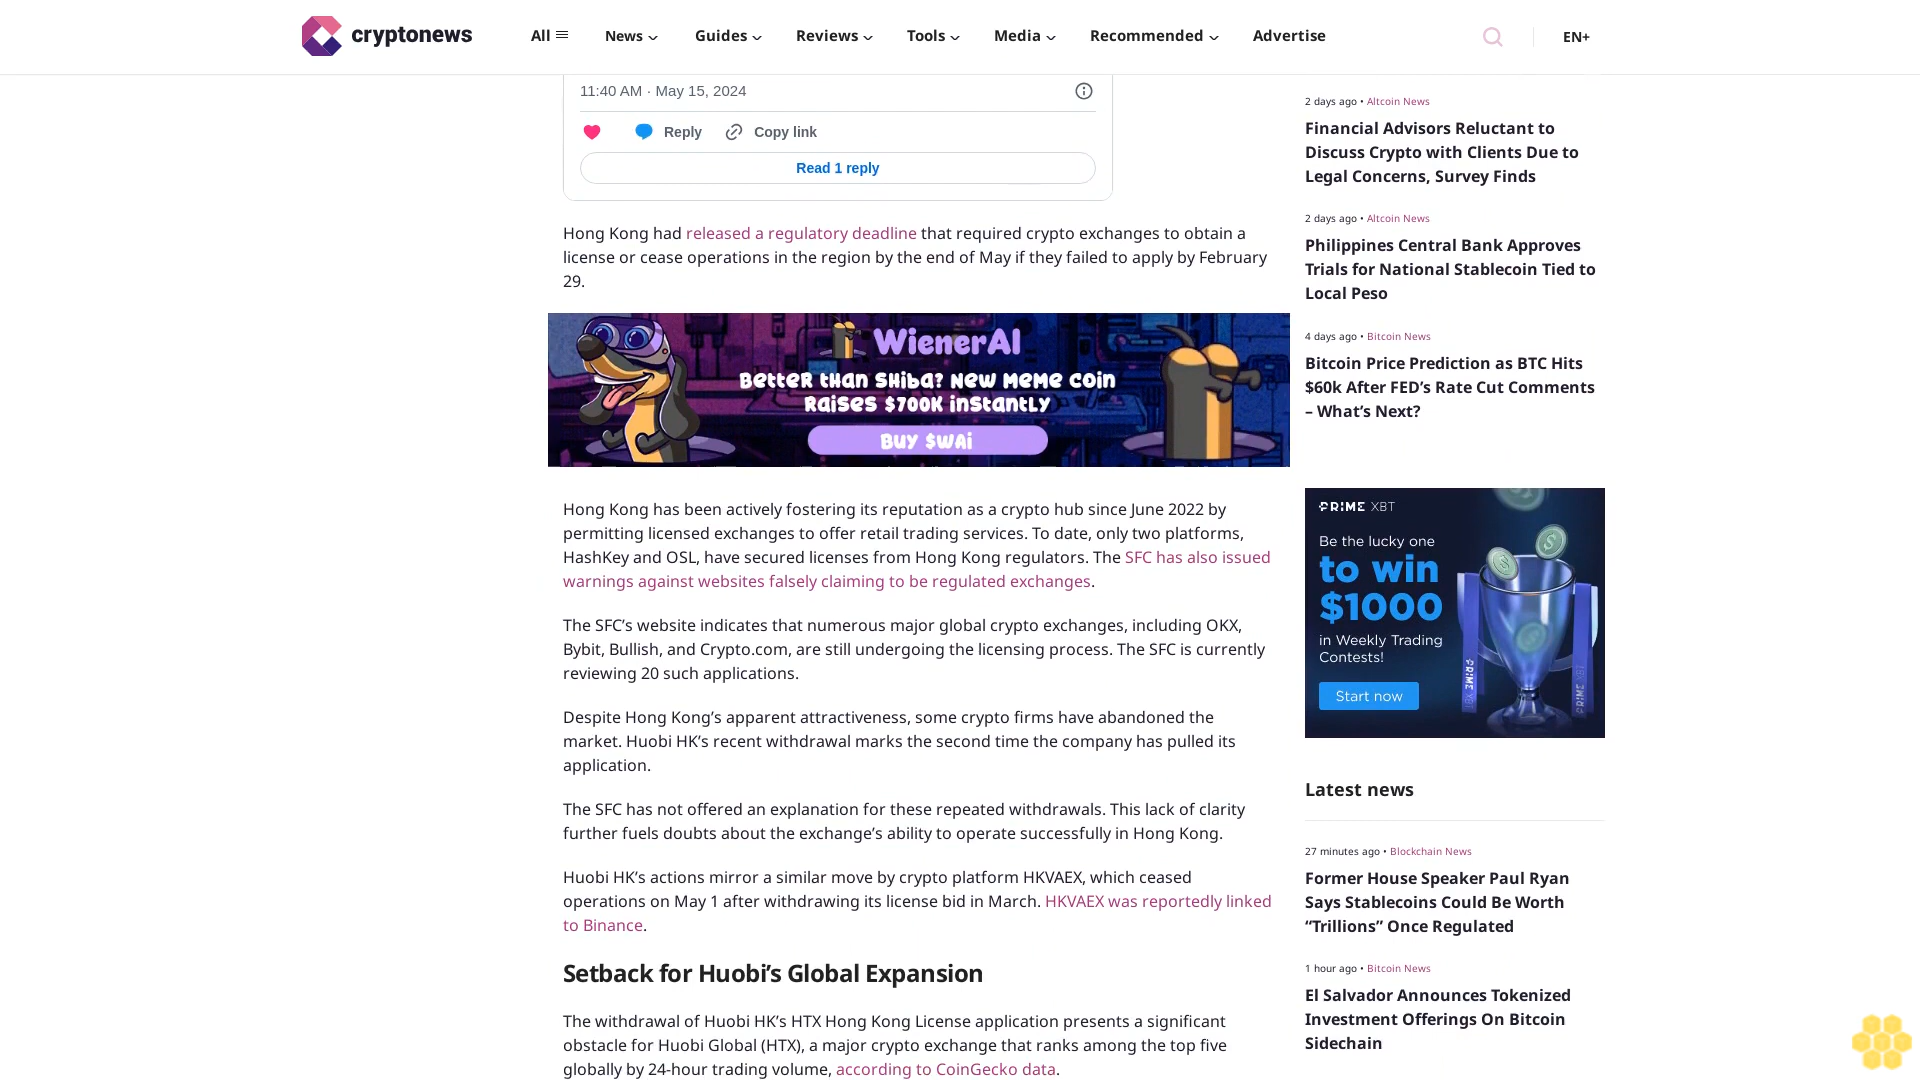 cryptonews
All
News
Guides
Reviews
Tools
Media
Recommended
Advertise
EN+
11:40 AM · May 15, 2024
Reply
Copy link
Read 1 reply
Hong Kong had released a regulatory deadline that required crypto exchanges to obtain a
license or cease operations in the region by the end of May if they failed to apply by February
29.
WienerAI
Better than Shiba? New Meme Coin
Raises $700K Instantly
Buy $WAI
Hong Kong has been actively fostering its reputation as a crypto hub since June 2022 by
permitting licensed exchanges to offer retail trading services. To date, only two platforms,
HashKey and OSL, have secured licenses from Hong Kong regulators. The SFC has also issued
warnings against websites falsely claiming to be regulated exchanges.
The SFC’s website indicates that numerous major global crypto exchanges, including OKX,
Bybit, Bullish, and Crypto.com, are still undergoing the licensing process. The SFC is currently
reviewing 20 such applications.
Despite Hong Kong’s apparent attractiveness, some crypto firms have abandoned the
market. Huobi HK’s recent withdrawal marks the second time the company has pulled its
application.
The SFC has not offered an explanation for these repeated withdrawals. This lack of clarity
further fuels doubts about the exchange’s ability to operate successfully in Hong Kong.
Huobi HK’s actions mirror a similar move by crypto platform HKVAEX, which ceased
operations on May 1 after withdrawing its license bid in March. HKVAEX was reportedly linked
to Binance.
Setback for Huobi’s Global Expansion
The withdrawal of Huobi HK’s HTX Hong Kong License application presents a significant
obstacle for Huobi Global (HTX), a major crypto exchange that ranks among the top five
globally by 24-hour trading volume, according to CoinGecko data.
2 days ago • Altcoin News
Financial Advisors Reluctant to
Discuss Crypto with Clients Due to
Legal Concerns, Survey Finds
2 days ago • Altcoin News
Philippines Central Bank Approves
Trials for National Stablecoin Tied to
Local Peso
4 days ago • Bitcoin News
Bitcoin Price Prediction as BTC Hits
$60k After FED’s Rate Cut Comments
– What’s Next?
PRIME XBT
Be the lucky one
to win
$1000
in Weekly Trading
Contests!
Start now
PRIME
PRIME XBT
Latest news
27 minutes ago • Blockchain News
Former House Speaker Paul Ryan
Says Stablecoins Could Be Worth
“Trillions” Once Regulated
1 hour ago • Bitcoin News
El Salvador Announces Tokenized
Investment Offerings On Bitcoin
Sidechain